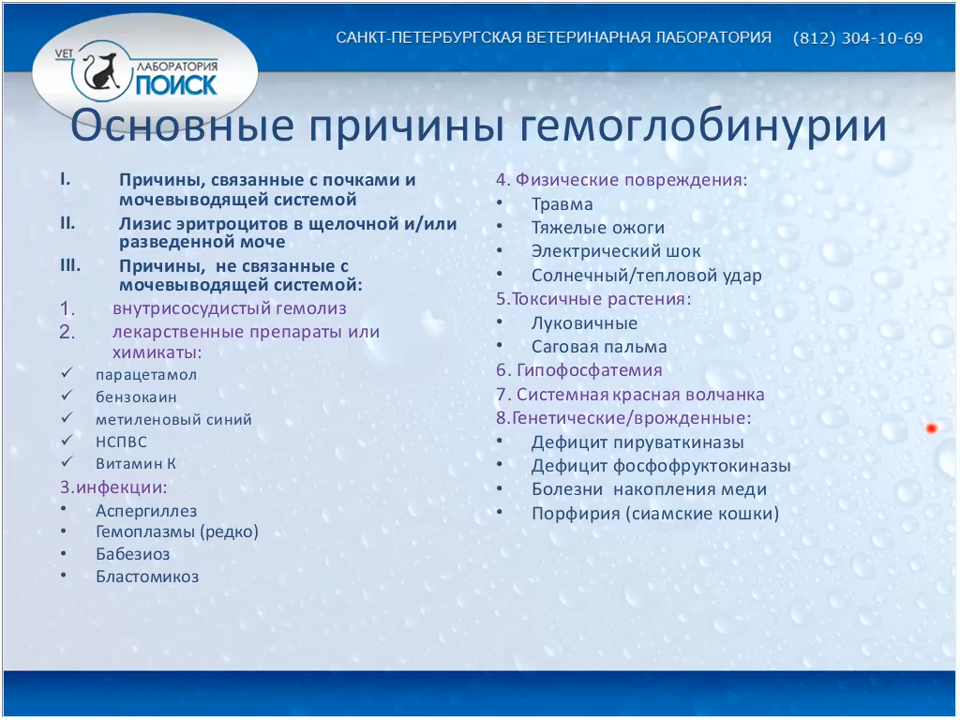 САНКТ-ПЕТЕРБУРГСКАЯ ВЕТЕРИНАРНАЯ ЛАБОРАТОРИЯ (812) 304-10-69
VET
ЛАБОРАТОРИЯ
ПОИСК
Основные причины гемоглобинурии
I. Причины, связанные с почками и
мочевыводящей системой
II. Лизис эритроцитов в щелочной и/или
разведенной моче
III. Причины, не связанные с
мочевыводящей системой:
1. внутрисосудистый гемолиз
2. лекарственные препараты или
химикаты:
✓ парацетамол
✓ бензокаин
✓ метиленовый синий
✓ НСПВС
✓ Витамин К
3.инфекции:
• Аспергиллез
• Гемоплазмы (редко)
• Бабезиоз
• Бластомикоз
4. Физические повреждения:
• Травма
• Тяжелые ожоги
• Электрический шок
• Солнечный/тепловой удар
5.Токсичные растения:
• Луковичные
• Саговая пальма
6. Гипофосфатемия
7. Системная красная волчанка
8.Генетические/врожденные:
• Дефицит пируваткиназы
• Дефицит фосфофруктокиназы
• Болезни накопления меди
• Порфирия (сиамские кошки)